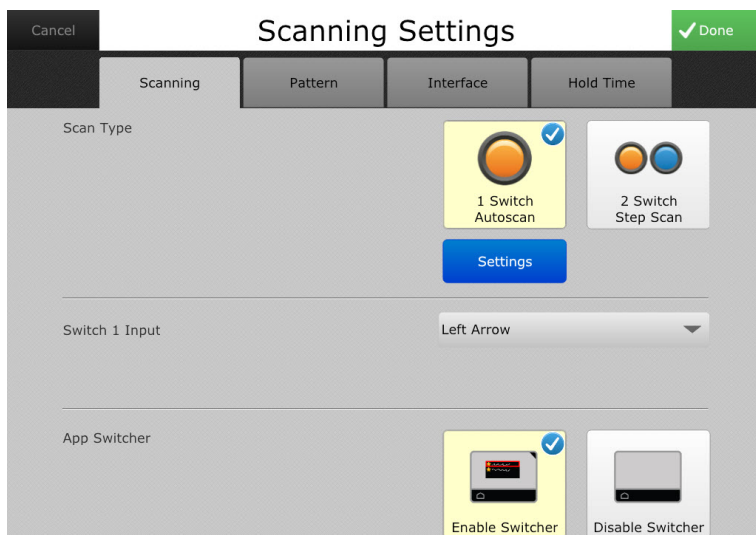 Cancel
Scanning Settings
Done
Scanning
Pattern
Interface
Hold Time
Scan Type
1 Switch
Autoscan
2 Switch
Step Scan
Settings
Switch 1 Input
Left Arrow
App Switcher
Enable Switcher
Disable Switcher